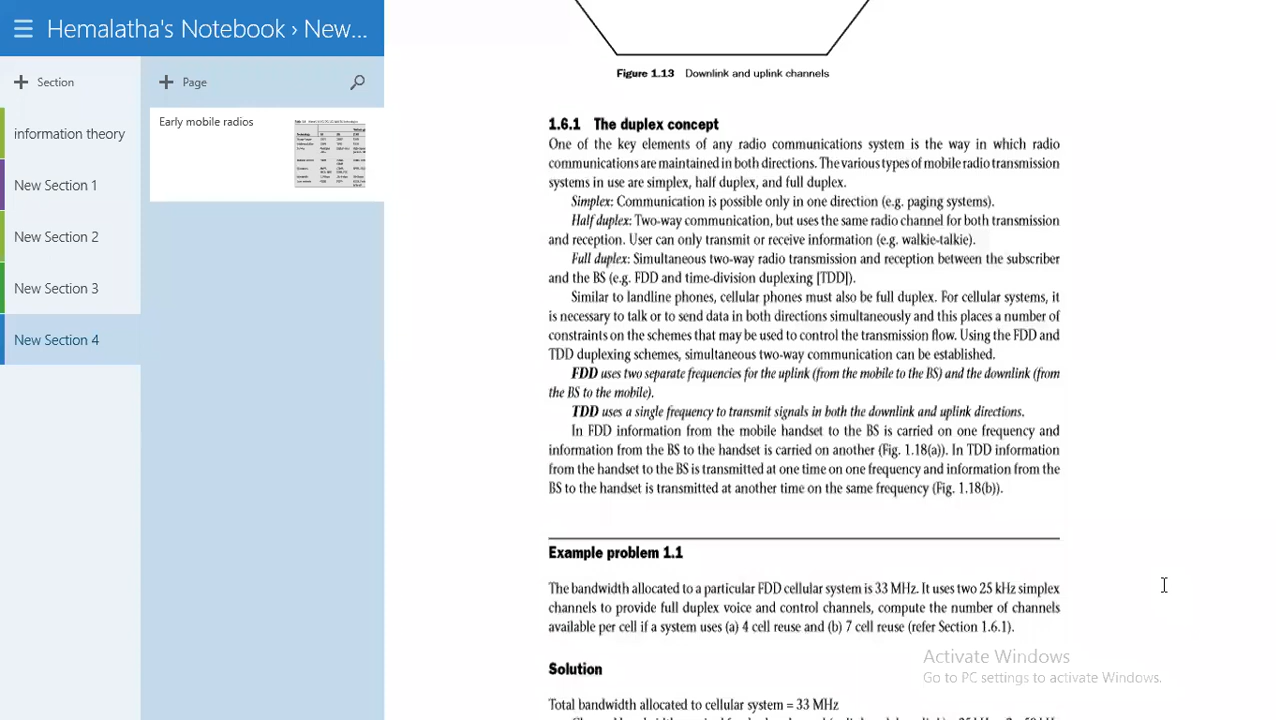 Hemalatha's Notebook › New...
Section
Page
information theory
New Section 1
New Section 2
New Section 3
New Section 4
Early mobile radios
Figure 1.13 Downlink and uplink channels
1.6.1 The duplex concept
One of the key elements of any radio communications system is the way in which radio
communications are maintained in both directions. The various types of mobile radio transmission
systems in use are simplex, half duplex, and full duplex.
Simplex: Communication is possible only in one direction (e.g. paging systems).
Half duplex: Two-way communication, but uses the same radio channel for both transmission
and reception. User can only transmit or receive information (e.g. walkie-talkie).
Full duplex: Simultaneous two-way radio transmission and reception between the subscriber
and the BS (e.g. FDD and time-division duplexing [TDD]).
Similar to landline phones, cellular phones must also be full duplex. For cellular systems, it
is necessary to talk or to send data in both directions simultaneously and this places a number of
constraints on the schemes that may be used to control the transmission flow. Using the FDD and
TDD duplexing schemes, simultaneous two-way communication can be established.
FDD uses two separate frequencies for the uplink (from the mobile to the BS) and the downlink (from
the BS to the mobile).
TDD uses a single frequency to transmit signals in both the downlink and uplink directions.
In FDD information from the mobile handset to the BS is carried on one frequency and
information from the BS to the handset is carried on another (Fig. 1.18(a)). In TDD information
from the handset to the BS is transmitted at one time on one frequency and information from the
BS to the handset is transmitted at another time on the same frequency (Fig. 1.18(b)).
Example problem 1.1
The bandwidth allocated to a particular FDD cellular system is 33 MHz. It uses two 25 kHz simplex
channels to provide full duplex voice and control channels, compute the number of channels
available per cell if a system uses (a) 4 cell reuse and (b) 7 cell reuse (refer Section 1.6.1).
Solution
Activate Windows
Go to PC settings to activate Windows.
Total bandwidth allocated to cellular system = 33 MHz